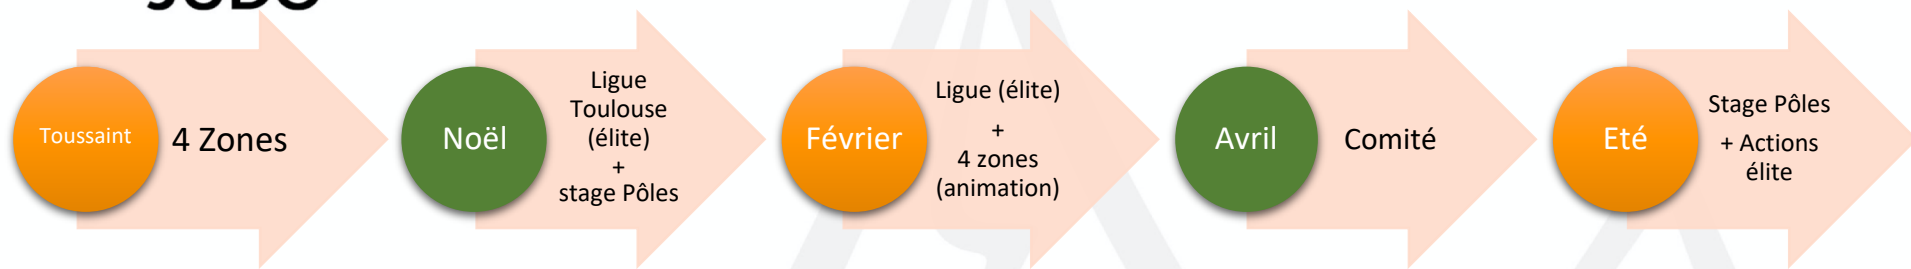 JUDO
Toussaint
4 Zones
Noël
Ligue
Toulouse
(élite)
+
stage Pôles
Février
Ligue (élite)
+
4 zones
(animation)
Avril
Comité
Eté
Stage Pôles
+ Actions
élite